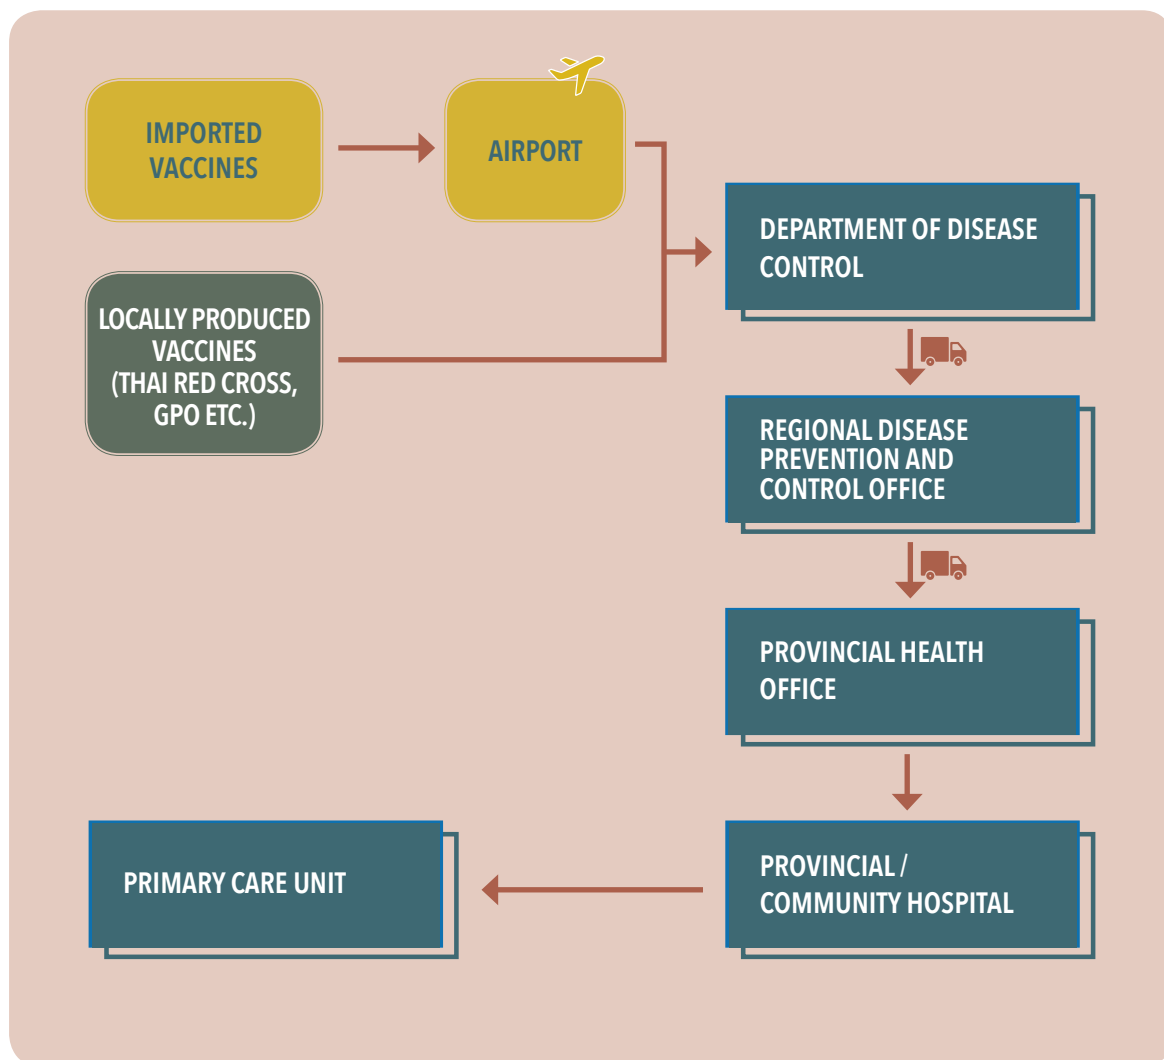 IMPORTED
VACCINES
AIRPORT
DEPARTMENT OF DISEASE
CONTROL
LOCALLY PRODUCED
VACCINES
(THAI RED CROSS,
GPO ETC.)
REGIONAL DISEASE
PREVENTION AND
CONTROL OFFICE
PROVINCIAL HEALTH
OFFICE
PROVINCIAL /
COMMUNITY HOSPITAL
PRIMARY CARE UNIT